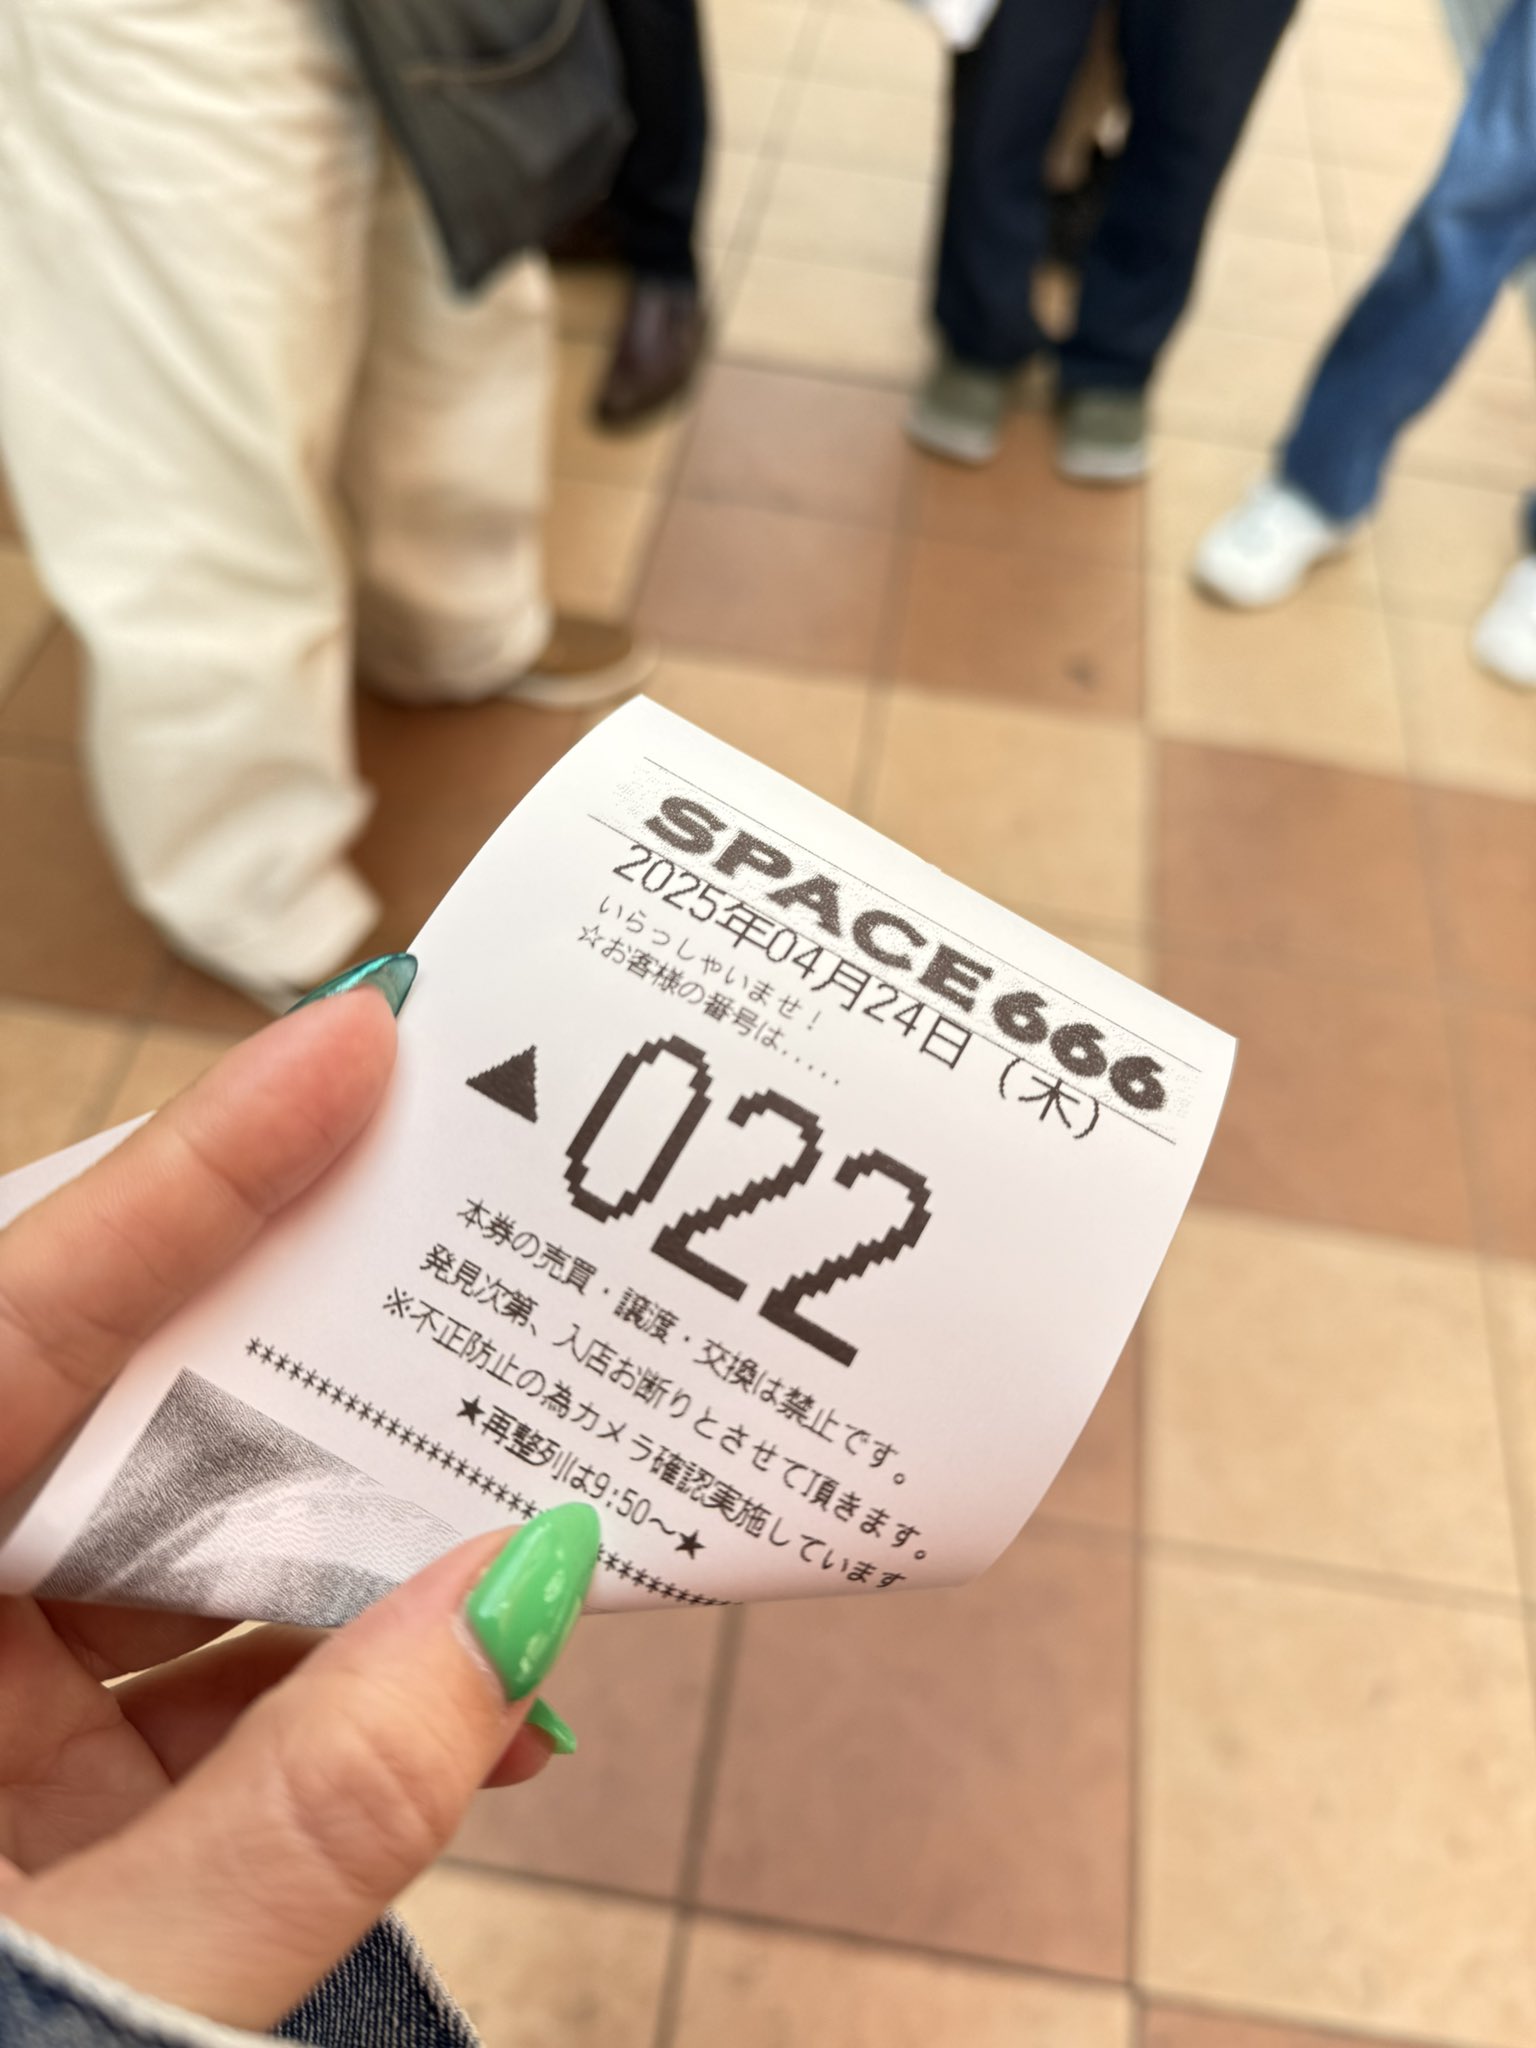 SPACE666
2025年04月24日（木）
いらっしゃいませ！
☆お客様の番号は.....
▲022
本券の売買・譲渡・交換は禁止です。
発見次第、入店お断りとさせて頂きます。
※不正防止の為カメラ確認実施しています
★再整列は9:50〜★
****************************************